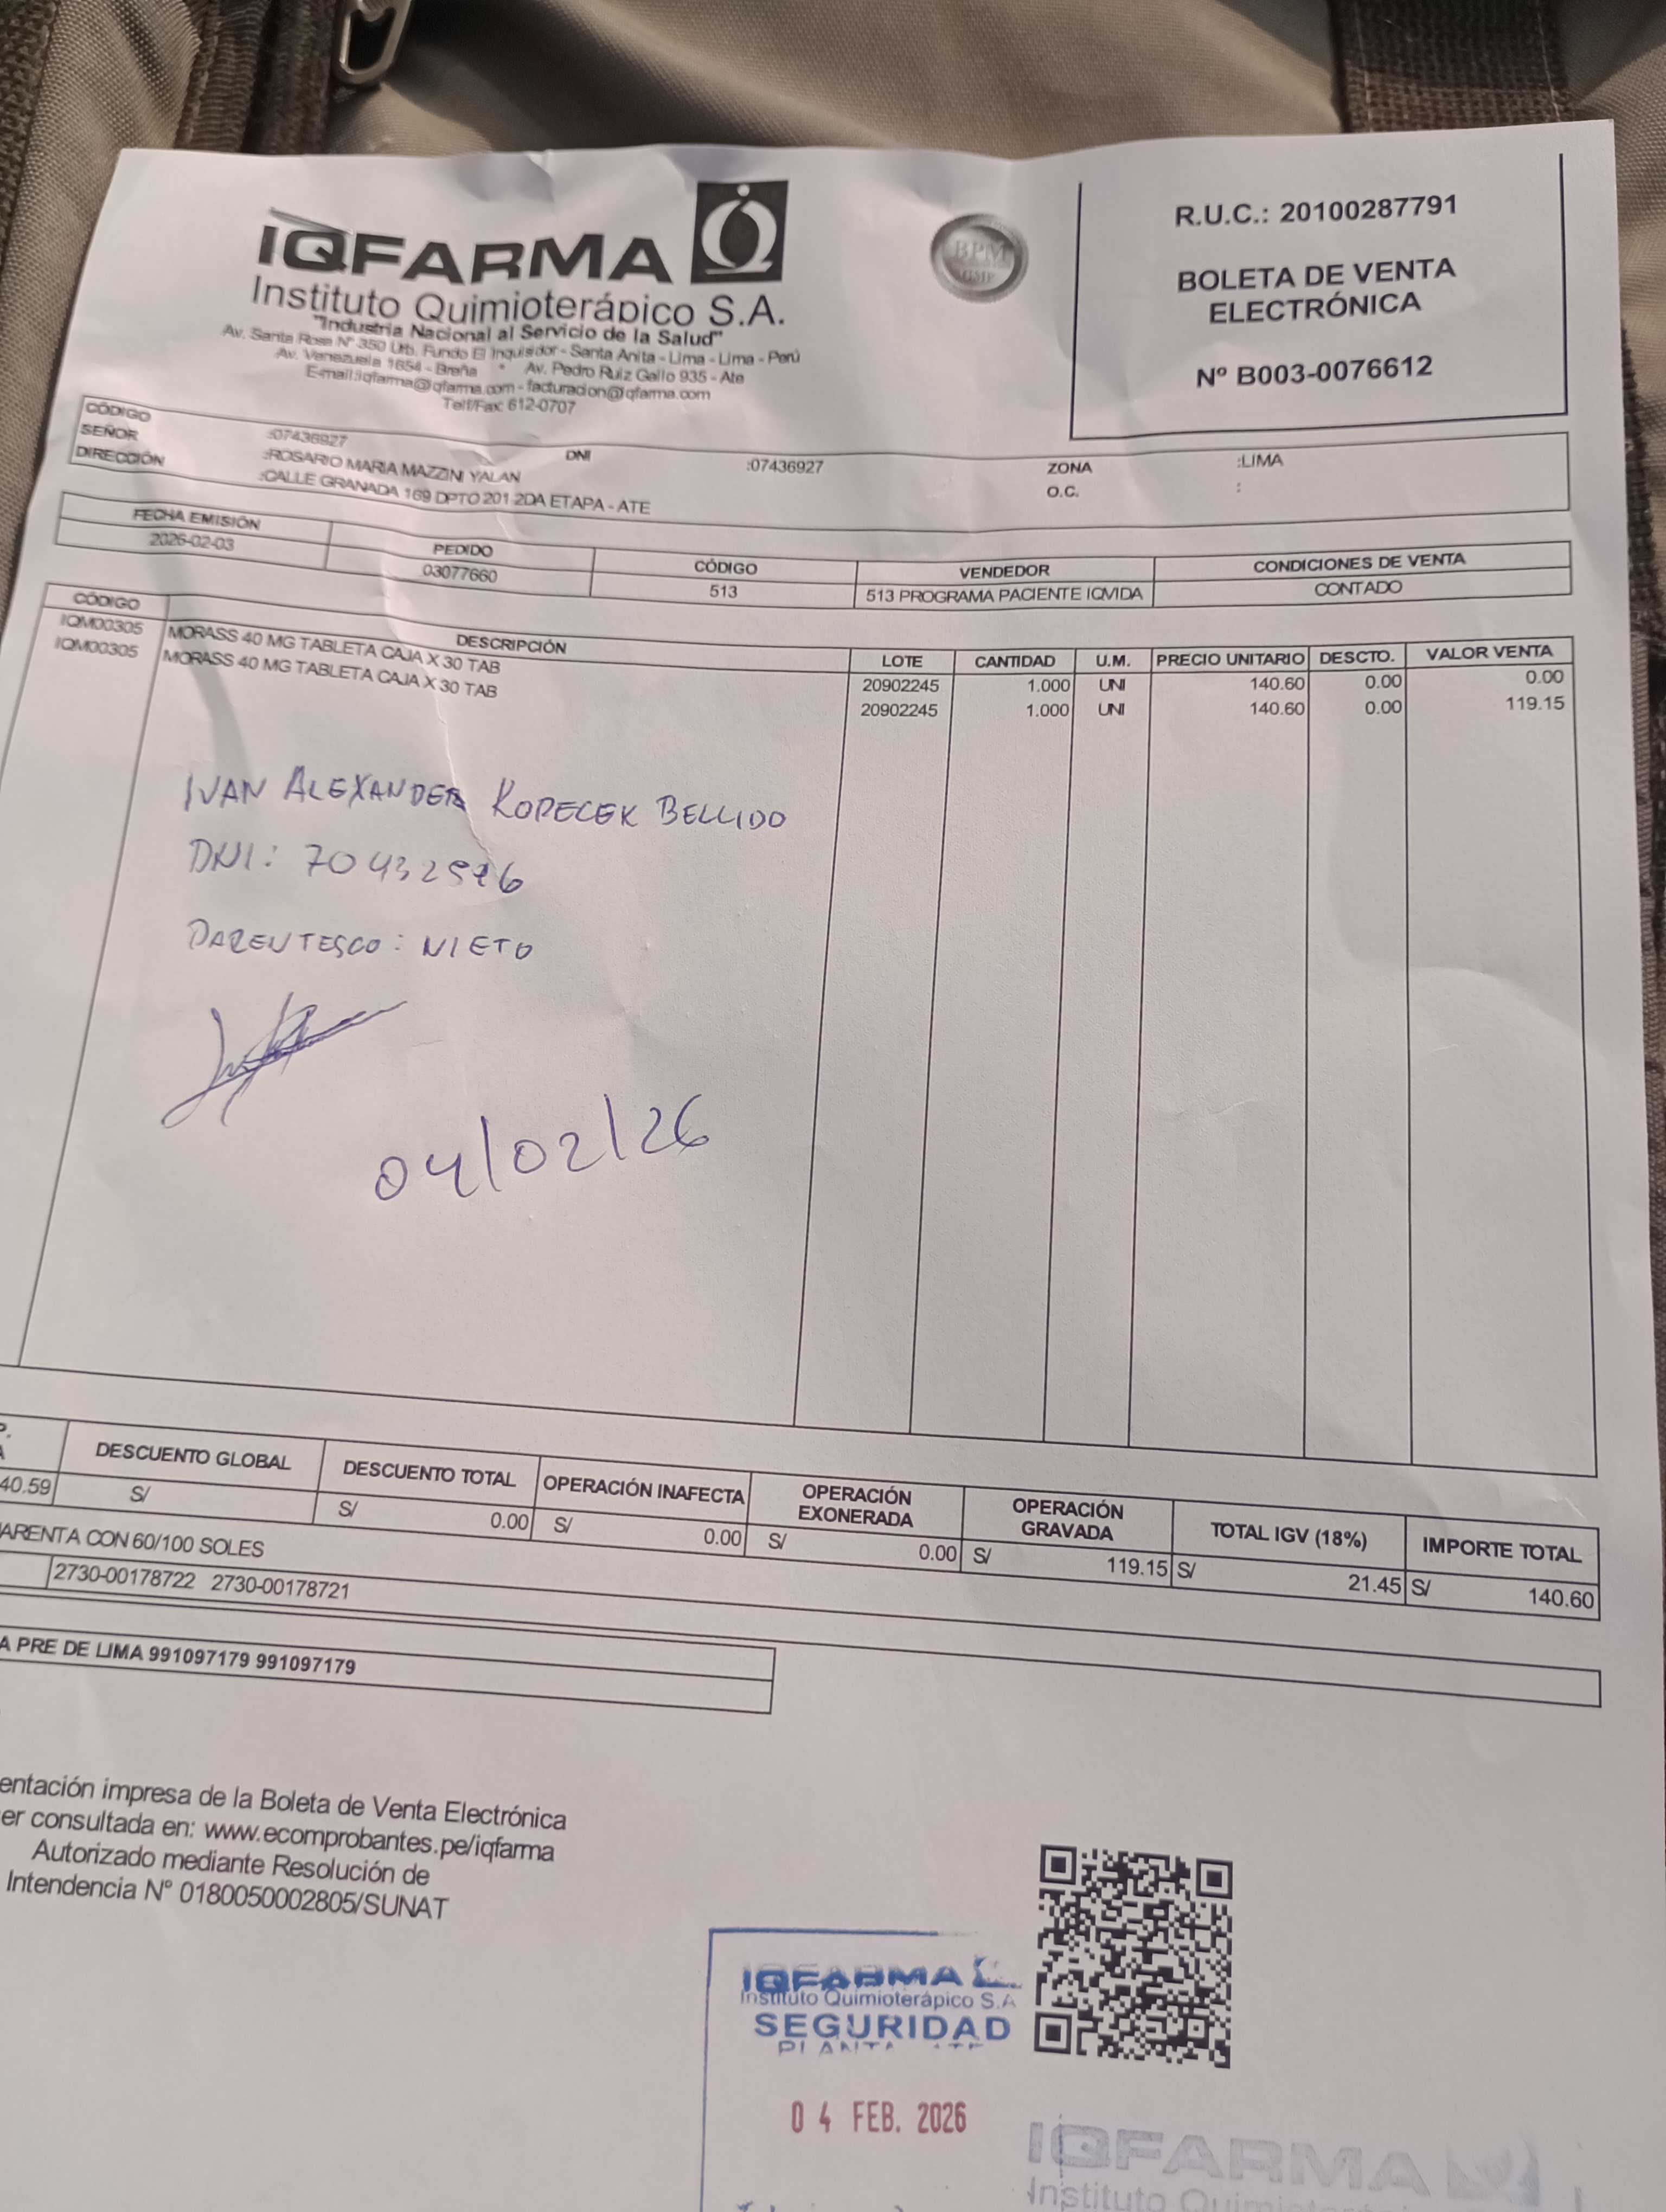 IQFARMA
Instituto Quimioterápico S.A.
"Industria Nacional al Servicio de la Salud"
Av. Santa Rosa N° 350 Urb. Fundo El Inquisidor - Santa Anita - Lima - Lima - Perú
Av. Venezuela 1654 - Breña * Av. Pedro Ruiz Gallo 935 - Ate
E-mail:iqfarma@iqfarma.com - facturacion@iqfarma.com
Telf/Fax: 612-0707
BPM
GMP
R.U.C.: 20100287791
BOLETA DE VENTA
ELECTRÓNICA
Nº B003-0076612
CÓDIGO :07436927 DNI :07436927 ZONA :LIMA
SEÑOR :ROSARIO MARIA MAZZINI YALAN O.C. :
DIRECCIÓN :CALLE GRANADA 169 DPTO 201 2DA ETAPA - ATE
FECHA EMISIÓN PEDIDO CÓDIGO VENDEDOR CONDICIONES DE VENTA
2026-02-03 03077660 513 513 PROGRAMA PACIENTE IQVIDA CONTADO
CÓDIGO DESCRIPCIÓN LOTE CANTIDAD U.M. PRECIO UNITARIO DESCTO. VALOR VENTA
IQM00305 MORASS 40 MG TABLETA CAJA X 30 TAB 20902245 1.000 UNI 140.60 0.00 0.00
IQM00305 MORASS 40 MG TABLETA CAJA X 30 TAB 20902245 1.000 UNI 140.60 0.00 119.15
IVAN ALEXANDER KOPECEK BELLIDO
DNI:
PARENTESCO: NIETO
04/02/26
P. DESCUENTO GLOBAL DESCUENTO TOTAL OPERACIÓN INAFECTA OPERACIÓN EXONERADA OPERACIÓN GRAVADA TOTAL IGV (18%) IMPORTE TOTAL
40.59 S/ S/ 0.00 S/ 0.00 S/ 0.00 S/ 119.15 S/ 21.45 S/ 140.60
ARENTA CON 60/100 SOLES
2730-00178722 2730-00178721
A PRE DE LIMA 991097179 991097179
entación impresa de la Boleta de Venta Electrónica
er consultada en: www.ecomprobantes.pe/iqfarma
Autorizado mediante Resolución de
Intendencia N° 0180050002805/SUNAT
IQFARMA
Instituto Quimioterápico S.A
SEGURIDAD
PLANTA ATE
04 FEB. 2026
IQFARMA